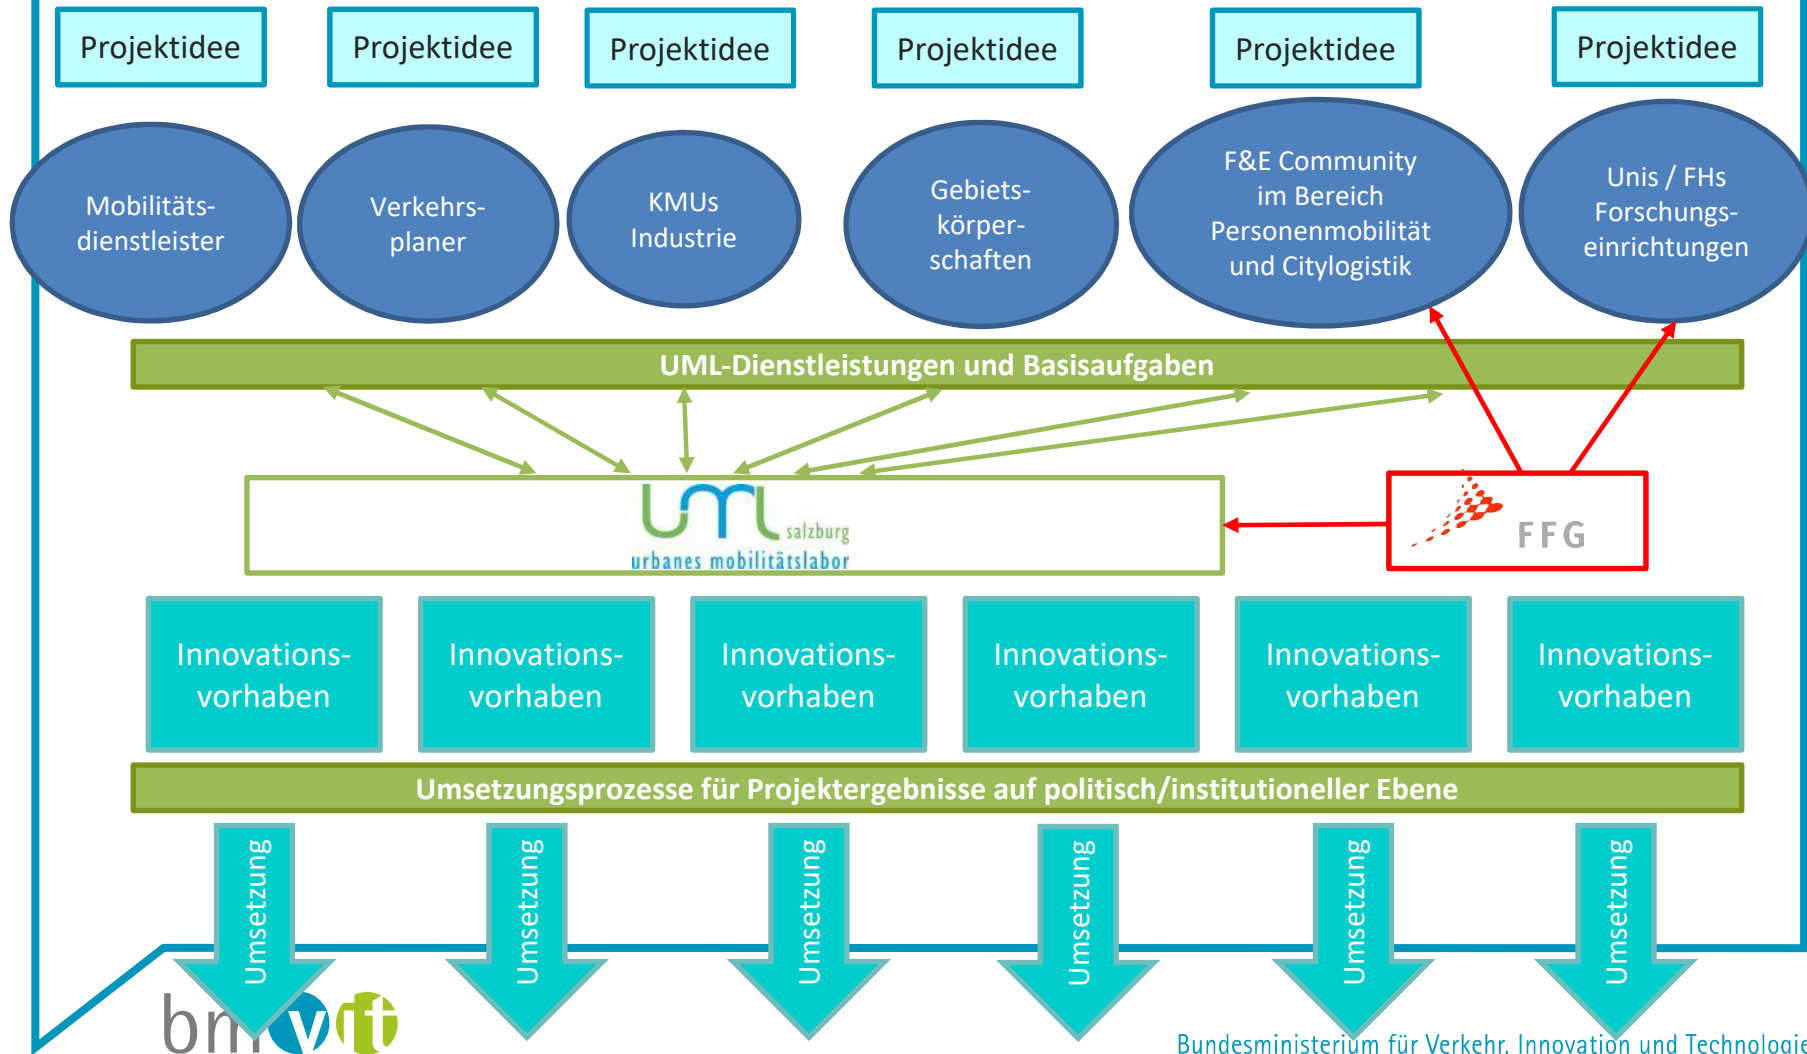 Projektidee
Projektidee
Projektidee
Projektidee
Projektidee
Projektidee
Mobilitäts-
dienstleister
Verkehrs-
planer
KMUs
Industrie
Gebiets-
körper-
schaften
F&E Community
im Bereich
Personenmobilität
und Citylogistik
Unis / FHs
Forschungs-
einrichtungen
UML-Dienstleistungen und Basisaufgaben
uml
salzburg
urbanes mobilitätslabor
FFG
Innovations-
vorhaben
Innovations-
vorhaben
Innovations-
vorhaben
Innovations-
vorhaben
Innovations-
vorhaben
Innovations-
vorhaben
Umsetzungsprozesse für Projektergebnisse auf politisch/institutioneller Ebene
Umsetzung
Umsetzung
Umsetzung
Umsetzung
Umsetzung
Umsetzung
bmvit
Bundesministerium für Verkehr, Innovation und Technologie